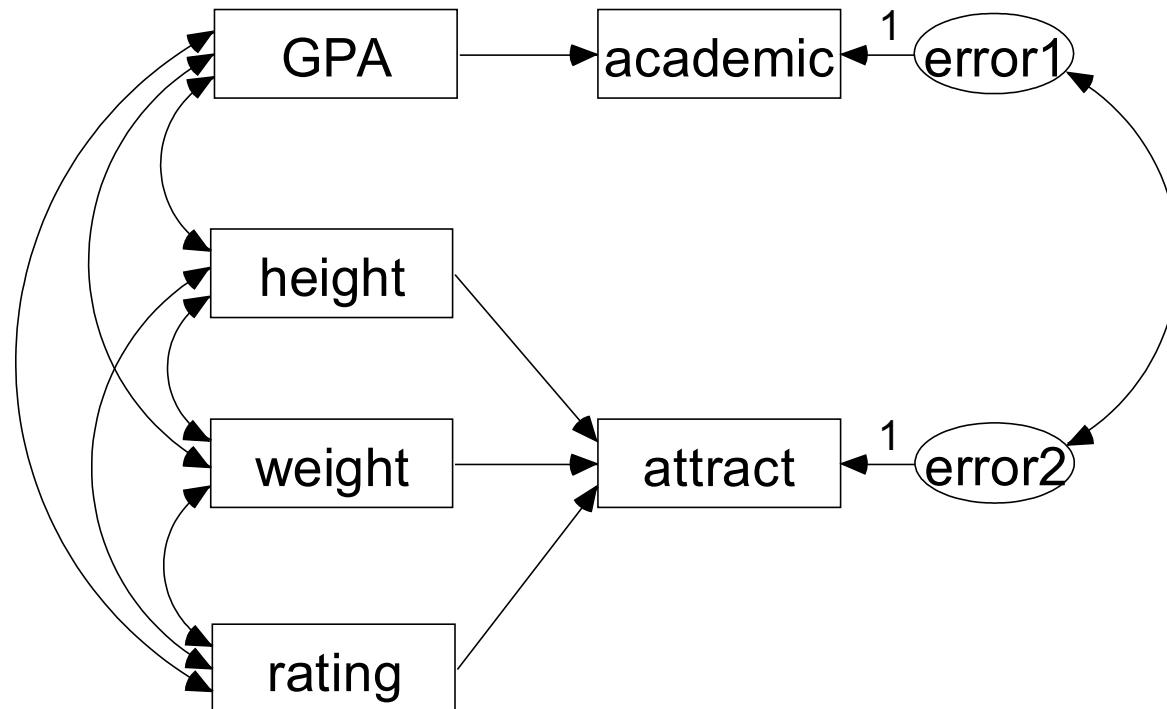 GPA
academic
1
error1
height
weight
attract
1
error2
rating